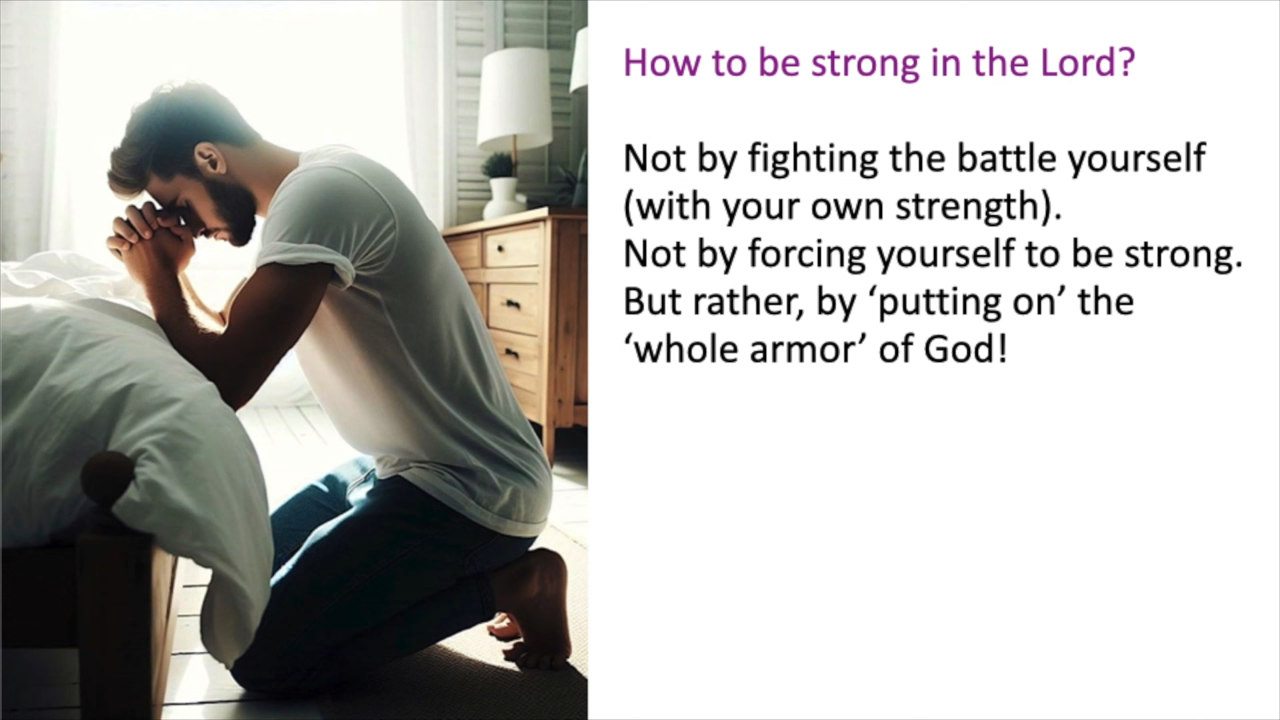 How to be strong in the Lord?
Not by fighting the battle yourself
(with your own strength).
Not by forcing yourself to be strong.
But rather, by ‘putting on’ the
‘whole armor’ of God!